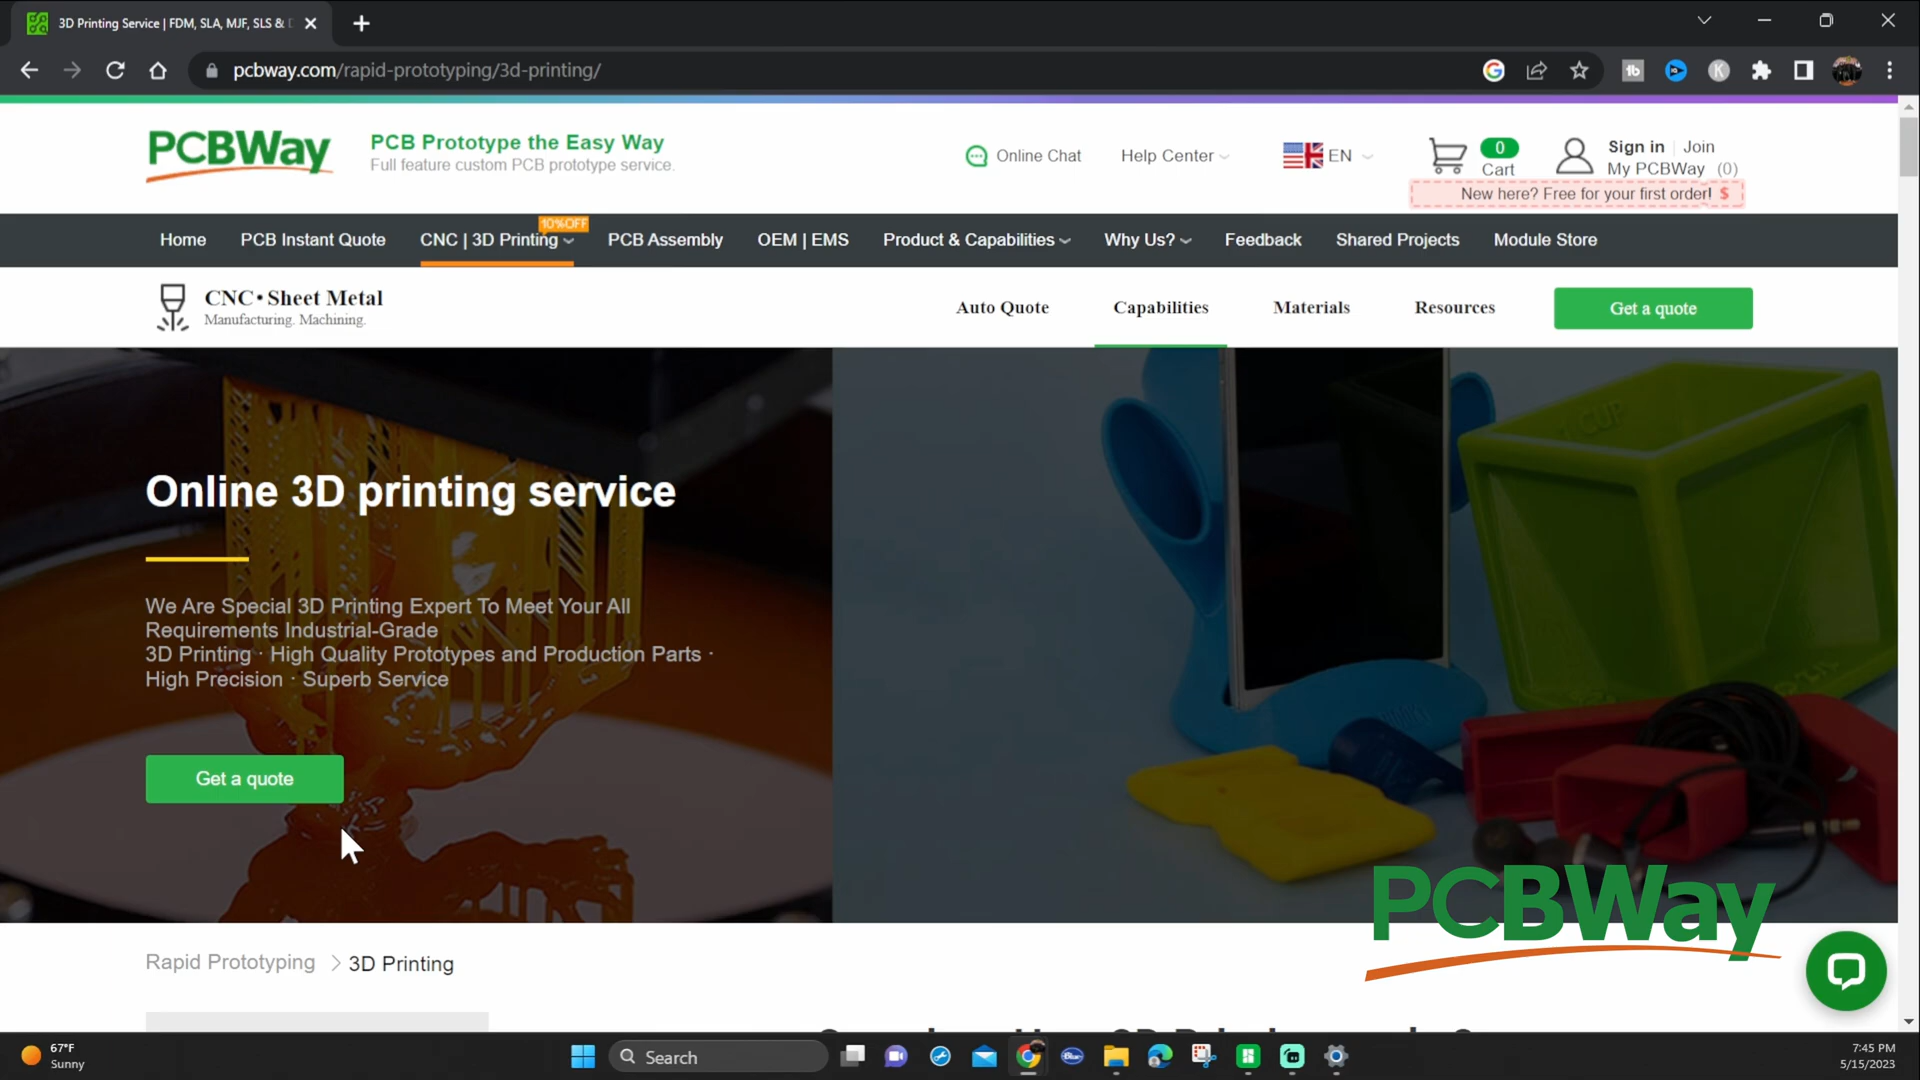 3D Printing Service | FDM, SLA, MJF, SLS &
pcbway.com/rapid-prototyping/3d-printing/
PCBWay
PCB Prototype the Easy Way
Full feature custom PCB prototype service.
Online Chat
Help Center
EN
0
Cart
Sign in
Join
My PCBWay (0)
New here? Free for your first order! $
10%OFF
Home
PCB Instant Quote
CNC | 3D Printing
PCB Assembly
OEM | EMS
Product & Capabilities
Why Us?
Feedback
Shared Projects
Module Store
CNC • Sheet Metal
Manufacturing. Machining.
Auto Quote
Capabilities
Materials
Resources
Get a quote
1 CUP
Online 3D printing service
We Are Special 3D Printing Expert To Meet Your All
Requirements Industrial-Grade
3D Printing · High Quality Prototypes and Production Parts ·
High Precision · Superb Service
Get a quote
PCBWay
Rapid Prototyping > 3D Printing
67°F
Sunny
Search
7:45 PM
5/15/2023